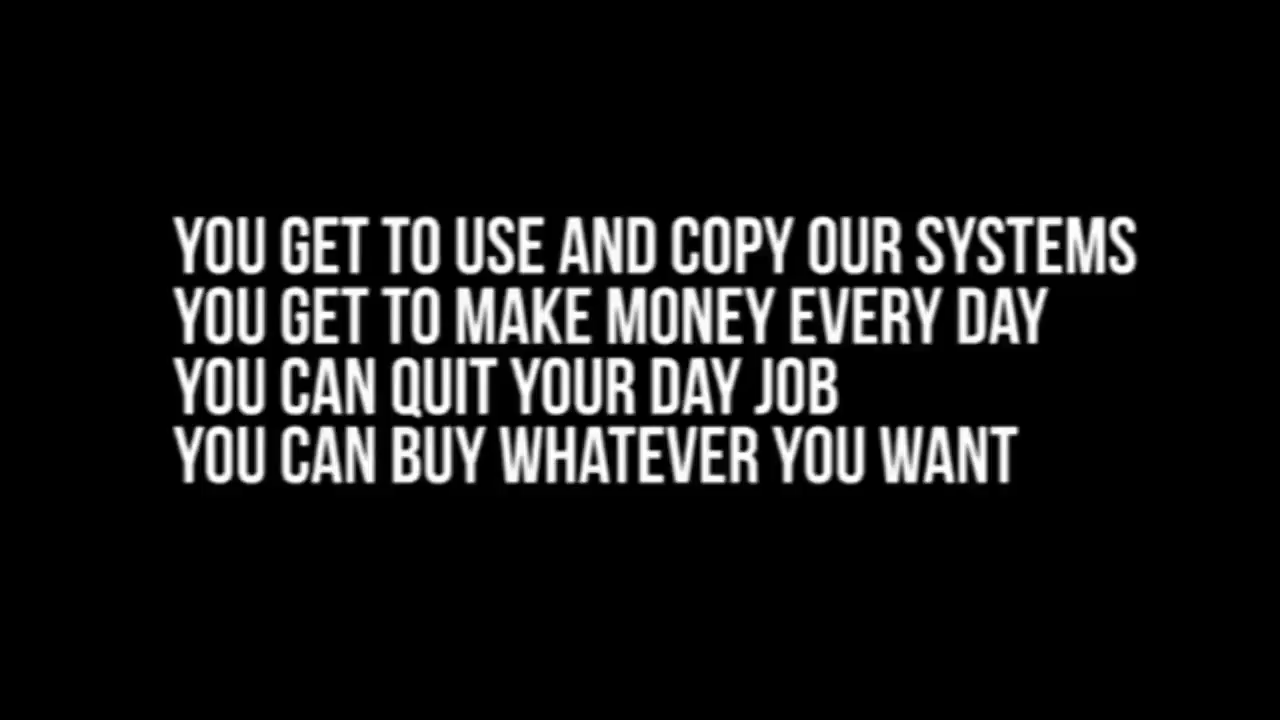 YOU GET TO USE AND COPY OUR SYSTEMS
YOU GET TO MAKE MONEY EVERY DAY
YOU CAN QUIT YOUR DAY JOB
YOU CAN BUY WHATEVER YOU WANT